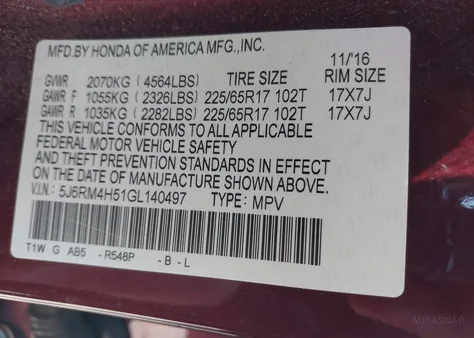 MFD.BY HONDA OF AMERICA MFG.,INC.
11/'16
GVWR 2070KG (4564LBS) TIRE SIZE RIM SIZE
GAWR F 1055KG (2326LBS) 225/65R17 102T 17X7J
GAWR R 1035KG (2282LBS) 225/65R17 102T 17X7J
THIS VEHICLE CONFORMS TO ALL APPLICABLE
FEDERAL MOTOR VEHICLE SAFETY
AND BUMPER STANDARDS IN EFFECT
ON THE DATE OF MANUFACTURE SHOWN ABOVE.
V.I.N.: 5J6RM4H51GL140497 TYPE: MPV
T1W G AB5 - R548P - B - L
AUTASNAP